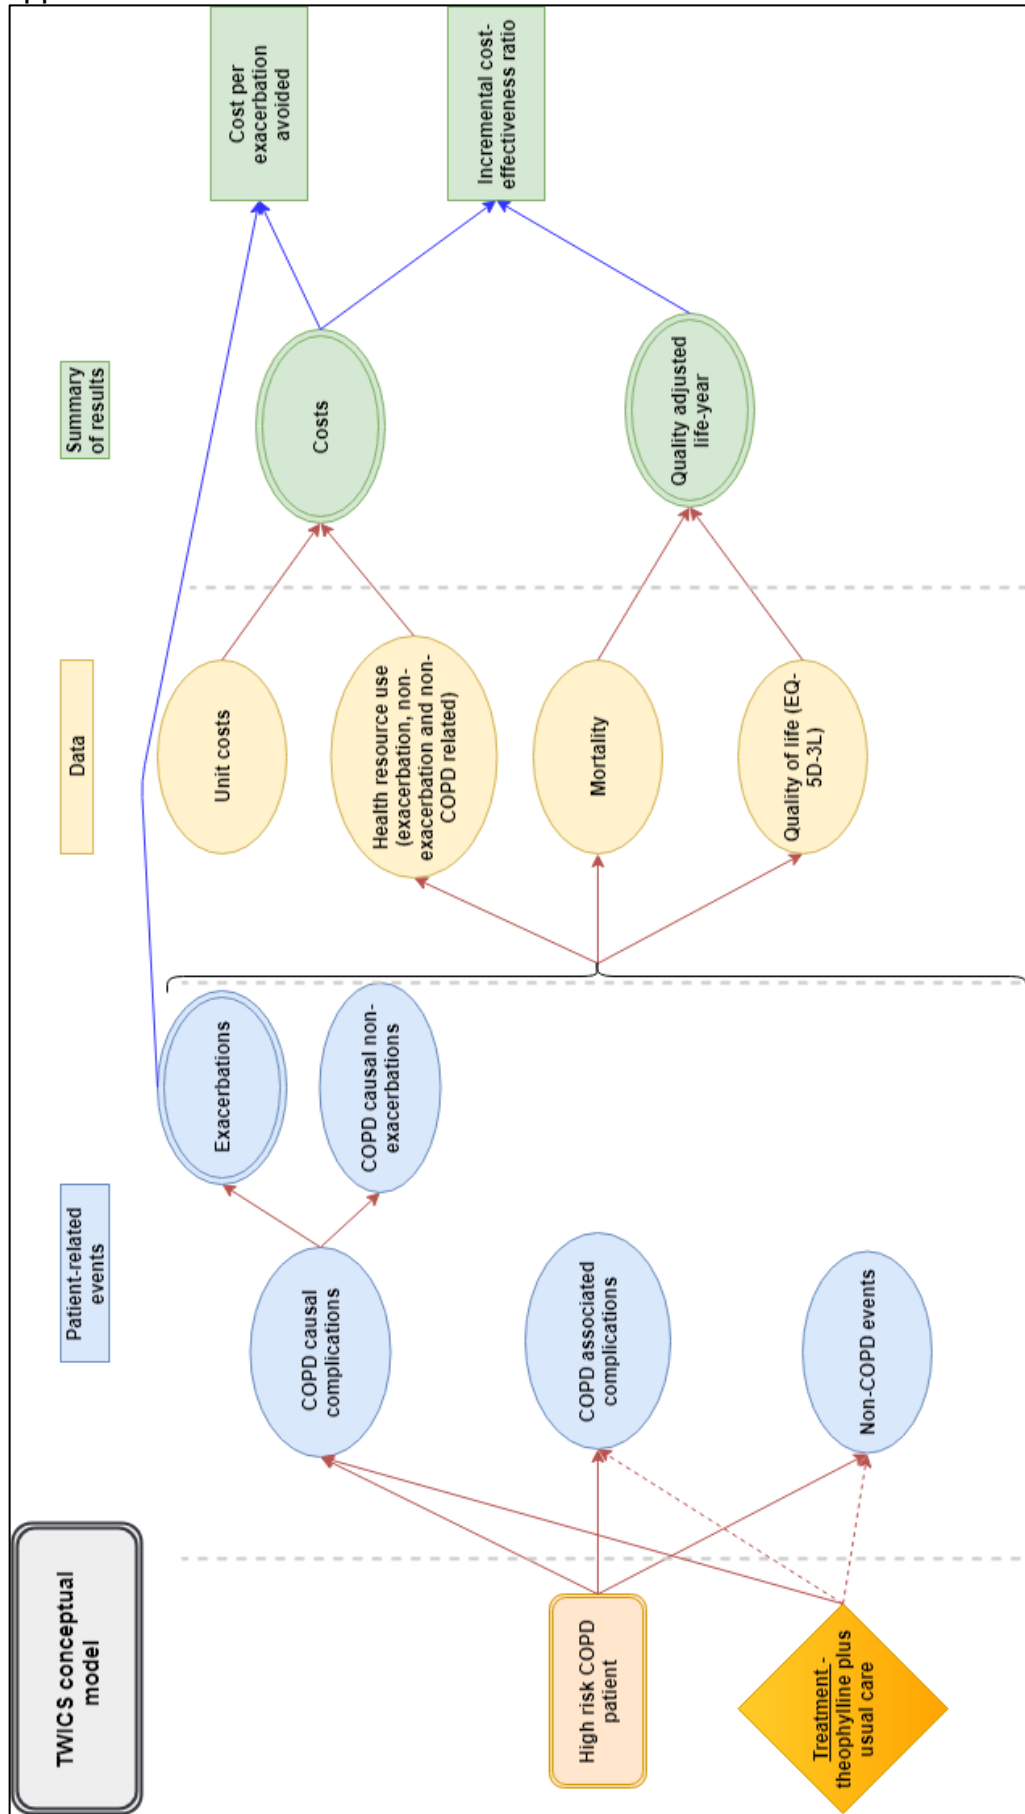 TWICS conceptual
model
Patient-related
events
Data
Summary
of results
High risk COPD
patient
Treatment -
theophylline plus
usual care
COPD causal
complications
COPD associated
complications
Non-COPD events
Exacerbations
COPD causal non-
exacerbations
Unit costs
Health resource use
(exacerbation, non-
exacerbation and non-
COPD related)
Mortality
Quality of life (EQ-
5D-3L)
Costs
Quality adjusted
life-year
Cost per
exacerbation
avoided
Incremental cost-
effectiveness ratio